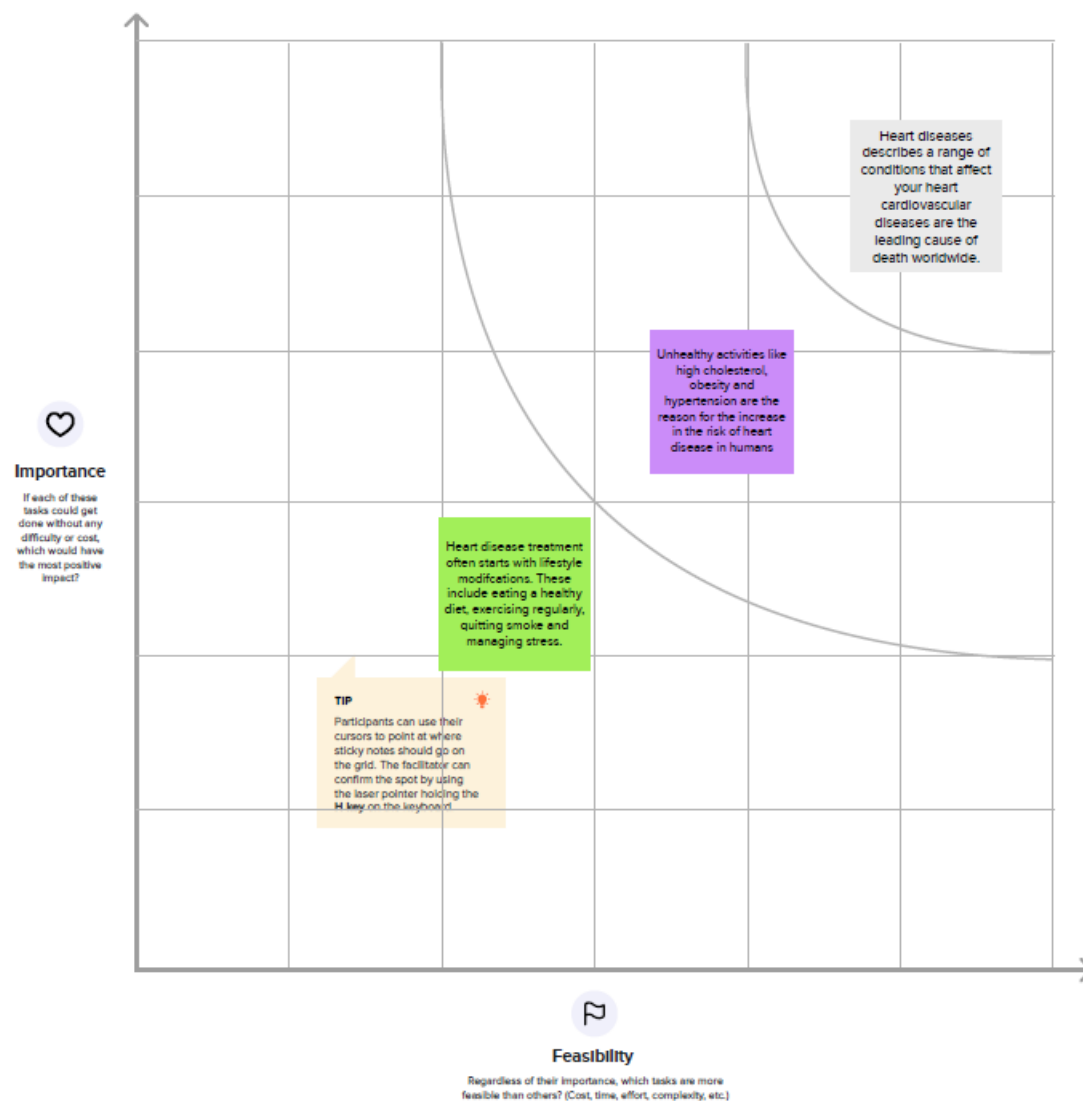 Heart diseases
describes a range of
conditions that affect
your heart
cardiovascular
diseases are the
leading cause of
death worldwide.
Unhealthy activities like
high cholesterol,
obesity and
hypertension are the
reason for the increase
in the risk of heart
disease in humans
Importance
If each of these
tasks could get
done without any
difficulty or cost,
which would have
the most positive
impact?
Heart disease treatment
often starts with lifestyle
modifcations. These
include eating a healthy
diet, exercising regularly,
quitting smoke and
managing stress.
TIP
Participants can use their
cursors to point at where
sticky notes should go on
the grid. The facilitator can
confirm the spot by using
the laser pointer holding the
H key on the keyboard.
Feasibility
Regardless of their importance, which tasks are more
feasible than others? (Cost, time, effort, complexity, etc.)